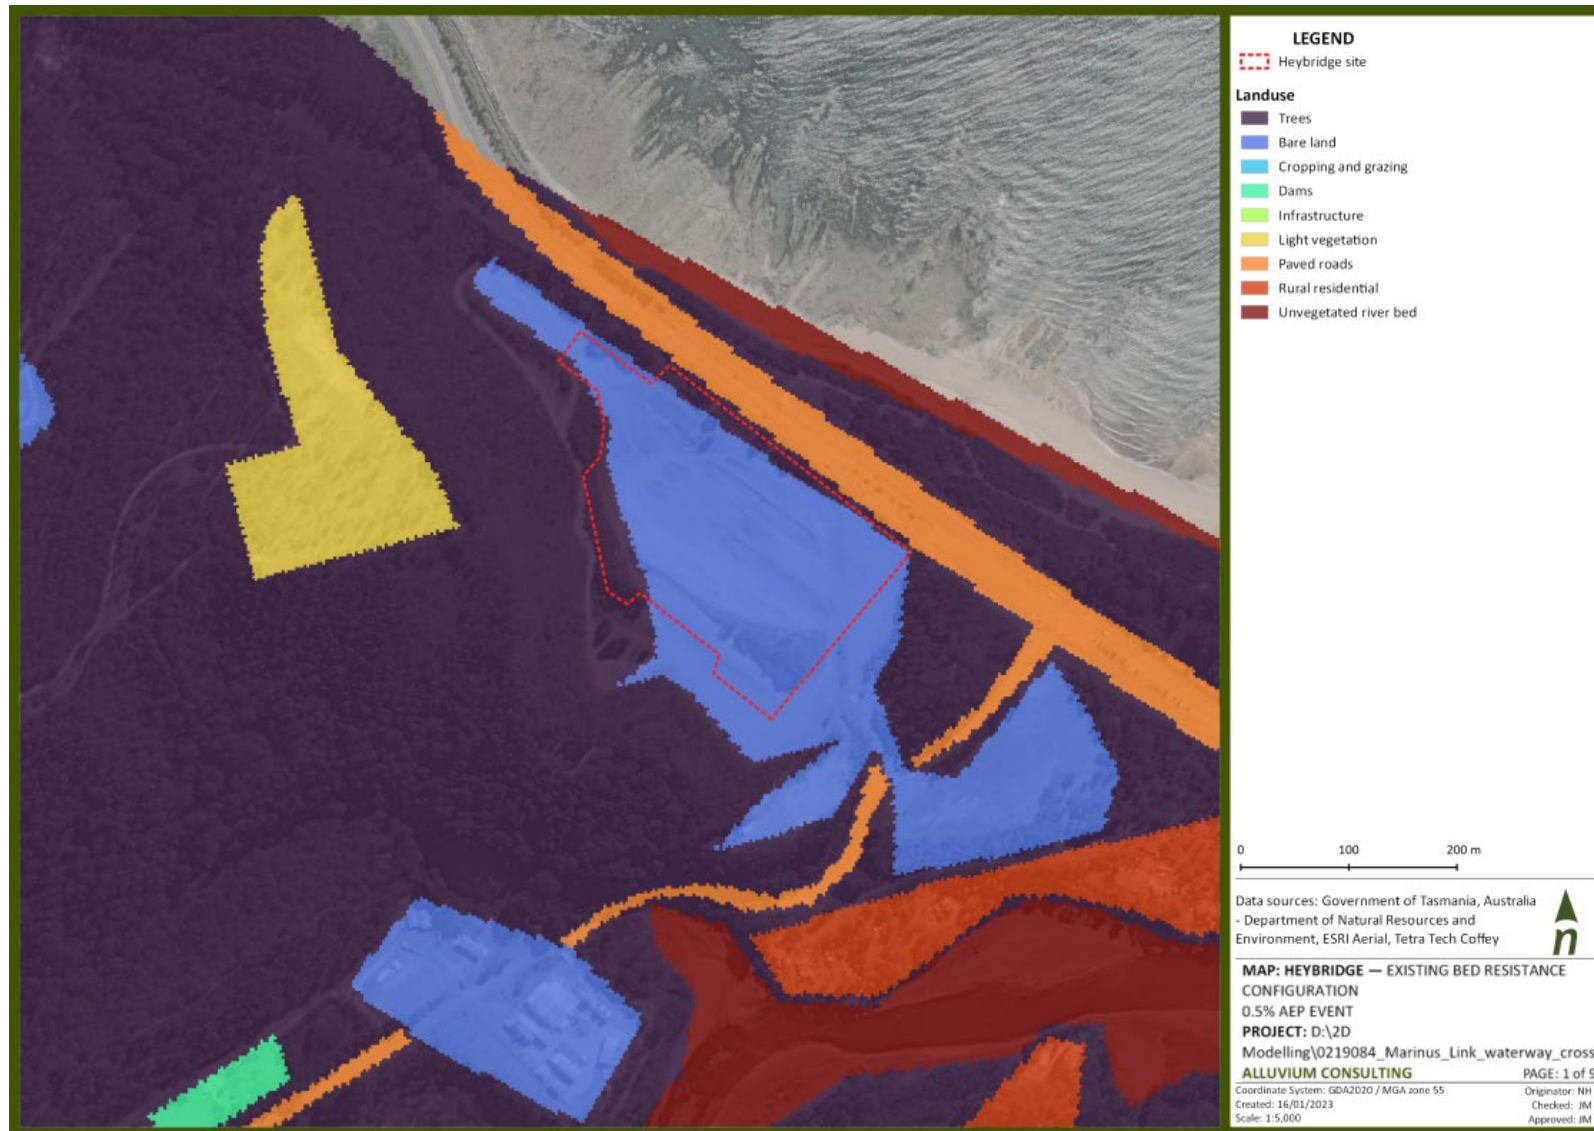 LEGEND
Heybridge site
Landuse
Trees
Bare land
Cropping and grazing
Dams
Infrastructure
Light vegetation
Paved roads
Rural residential
Unvegetated river bed
0 100 200 m
Data sources: Government of Tasmania, Australia
- Department of Natural Resources and
Environment, ESRI Aerial, Tetra Tech Coffey
n
MAP: HEYBRIDGE — EXISTING BED RESISTANCE
CONFIGURATION
0.5% AEP EVENT
PROJECT: D:\2D
Modelling\0219084_Marinus_Link_waterway_cross
ALLUVIUM CONSULTING PAGE: 1 of 9
Coordinate System: GDA2020 / MGA zone 55 Originator: NH
Created: 16/01/2023 Checked: JM
Scale: 1:5,000 Approved: JM